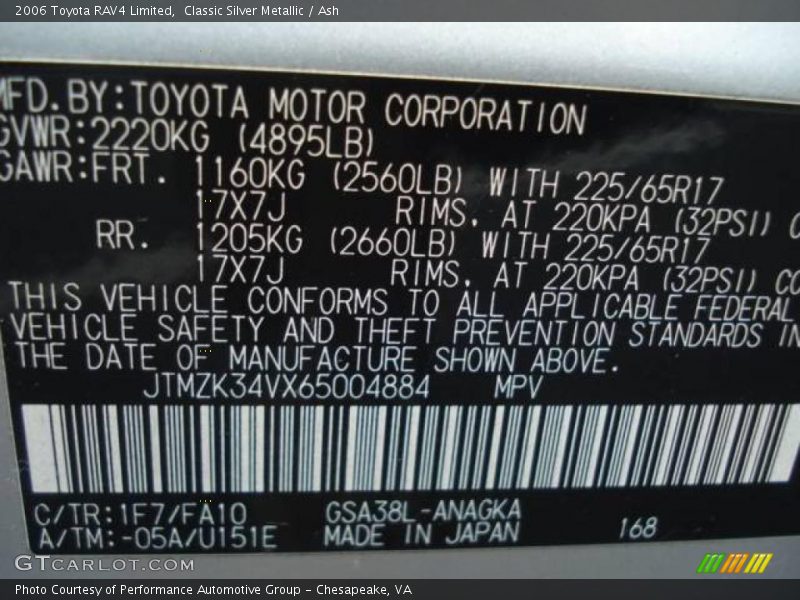 2006 Toyota RAV4 Limited,  Classic Silver Metallic / Ash
MFD.BY:TOYOTA MOTOR CORPORATION
GVWR:2220KG (4895LB)
GAWR:FRT. 1160KG (2560LB) WITH 225/65R17
17X7J RIMS, AT 220KPA (32PSI)
RR. 1205KG (2660LB) WITH 225/65R17
17X7J RIMS, AT 220KPA (32PSI) CO
THIS VEHICLE CONFORMS TO ALL APPLICABLE FEDERAL
VEHICLE SAFETY AND THEFT PREVENTION STANDARDS IN
THE DATE OF MANUFACTURE SHOWN ABOVE.
JTMZK34VX65004884 MPV
C/TR:1F7/FA10 GSA38L-ANAGKA
A/TM:-05A/U151E MADE IN JAPAN 168
GTCARLOT.COM
Photo Courtesy of Performance Automotive Group - Chesapeake, VA